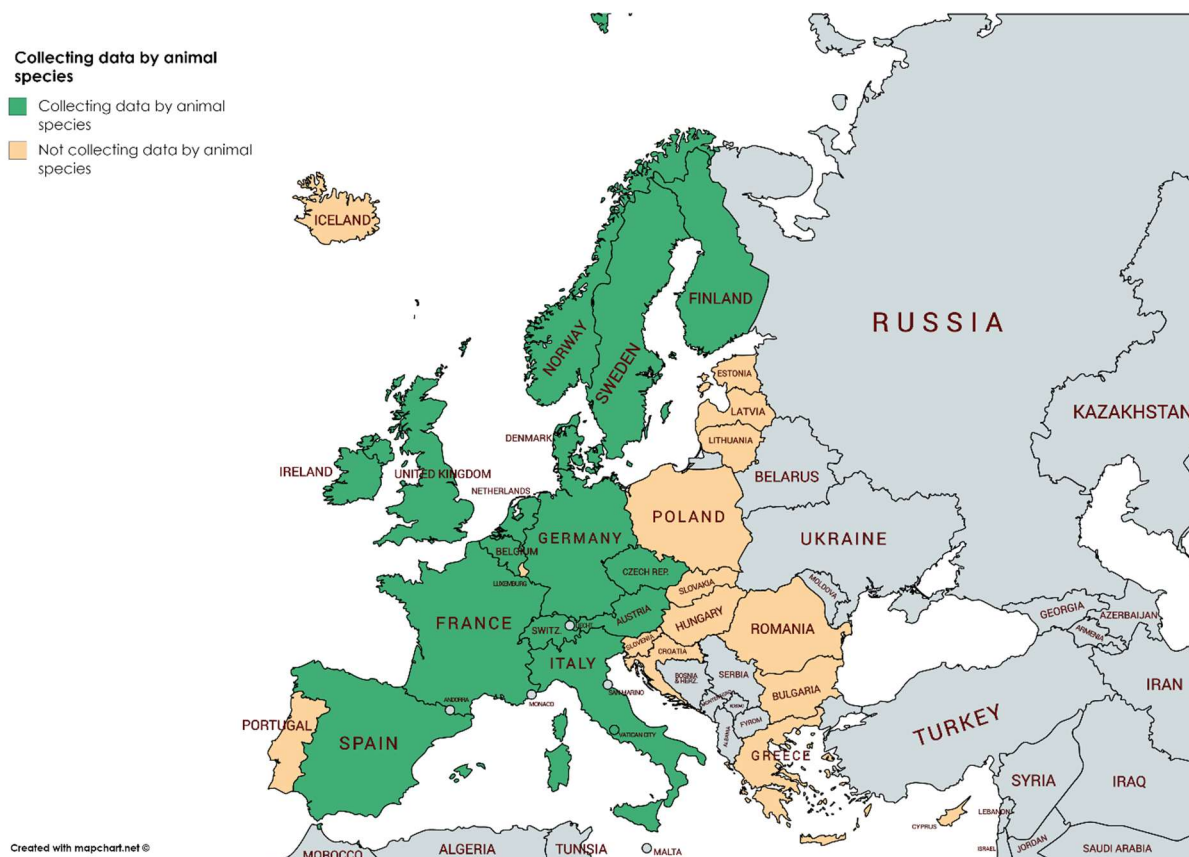 Collecting data by animal
species
Collecting data by animal
species
Not collecting data by animal
species
ICELAND
FINLAND
RUSSIA
NORWAY
SWEDEN
ESTONIA
LATVIA
KAZAKHSTAN
LITHUANIA
DENMARK
IRELAND
UNITED KINGDOM
BELARUS
NETHERLANDS
POLAND
GERMANY
UKRAINE
BELGIUM
CZECH REP.
LUXEMBURG
SLOVAKIA
MOLDOVA
AUSTRIA
HUNGARY
GEORGIA
AZERBAIJAN
FRANCE
SWITZ.
ROMANIA
ARMENIA
SLOVENIA
CROATIA
ITALY
BOSNIA
& HERZ.
SERBIA
IRAN
SAN MARINO
BULGARIA
ANDORRA
MONACO
MONTENEGRO
KOSOVO
PORTUGAL
FYROM
TURKEY
SPAIN
VATICAN CITY
ALBANIA
GREECE
SYRIA
IRAQ
LEBANON
CYPRUS
Created with mapchart.net ©
MOROCCO
ALGERIA
TUNISIA
MALTA
ISRAEL
JORDAN
SAUDI ARABIA